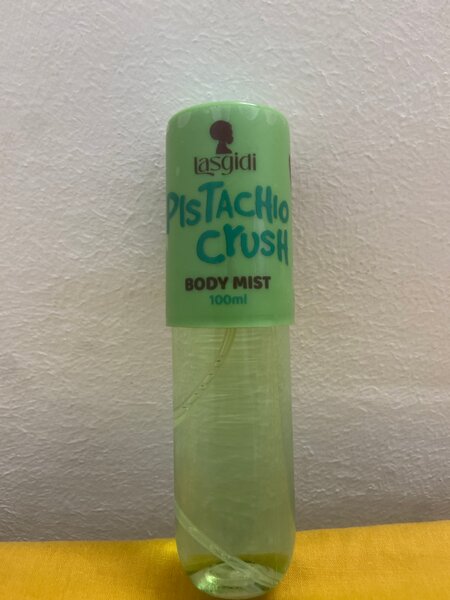 Lasgidi
PISTACHIO
CrUSH
BODY MIST
100ml